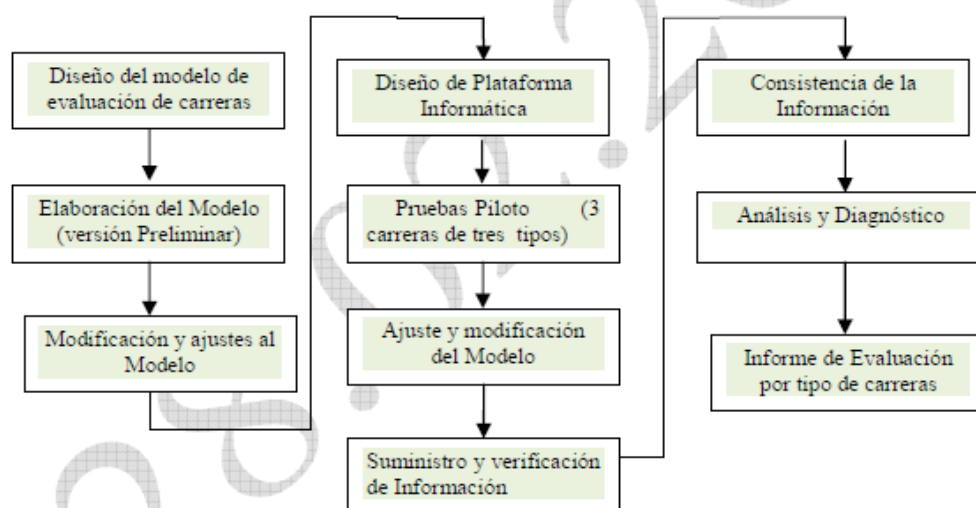 Diseño del modelo de
evaluación de carreras
Elaboración del Modelo
(versión Preliminar)
Modificación y ajustes al
Modelo
Diseño de Plataforma
Informática
Pruebas Piloto (3
carreras de tres tipos)
Ajuste y modificación
del Modelo
Suministro y verificación
de Información
Consistencia de la
Información
Análisis y Diagnóstico
Informe de Evaluación
por tipo de carreras